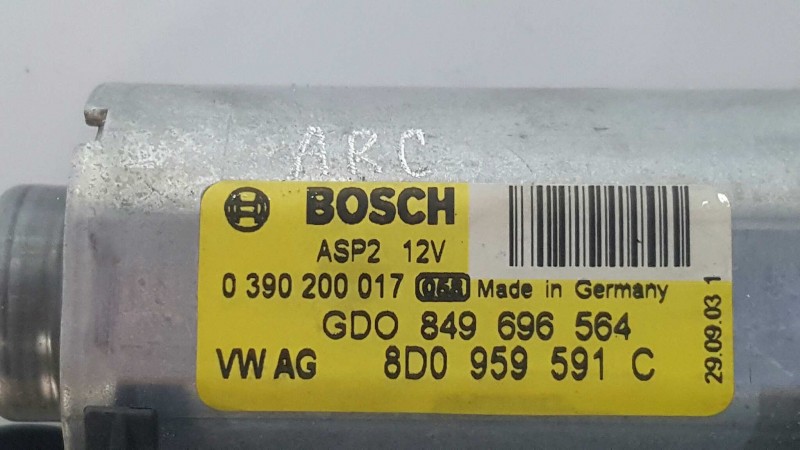 ARC
BOSCH
ASP2 12V
0 390 200 017 058 Made in Germany
GDO 849 696 564
VW AG 8D0 959 591 C
29.09.03 1